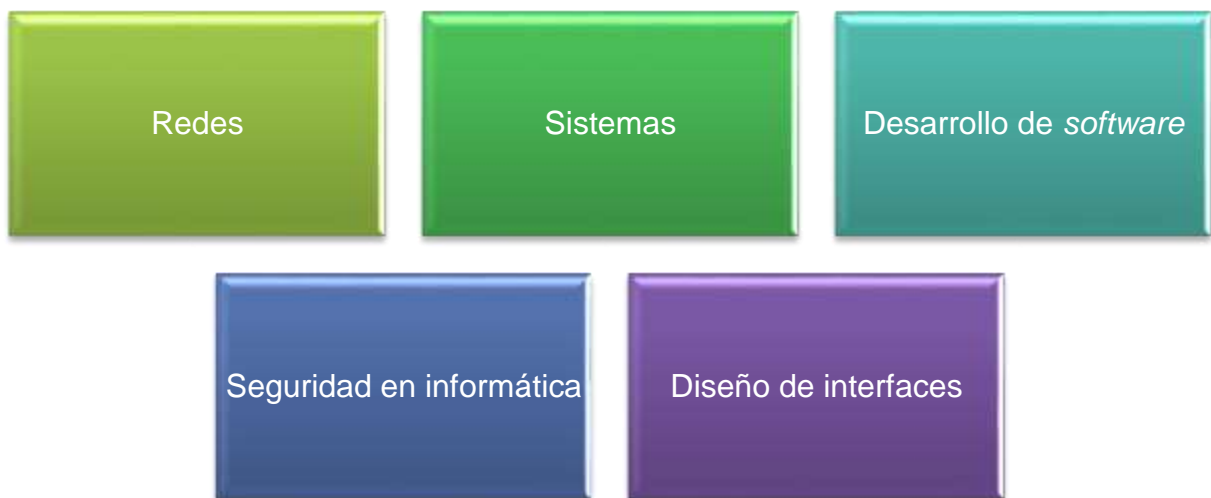 Redes
Sistemas
Desarrollo de software
Seguridad en informática
Diseño de interfaces